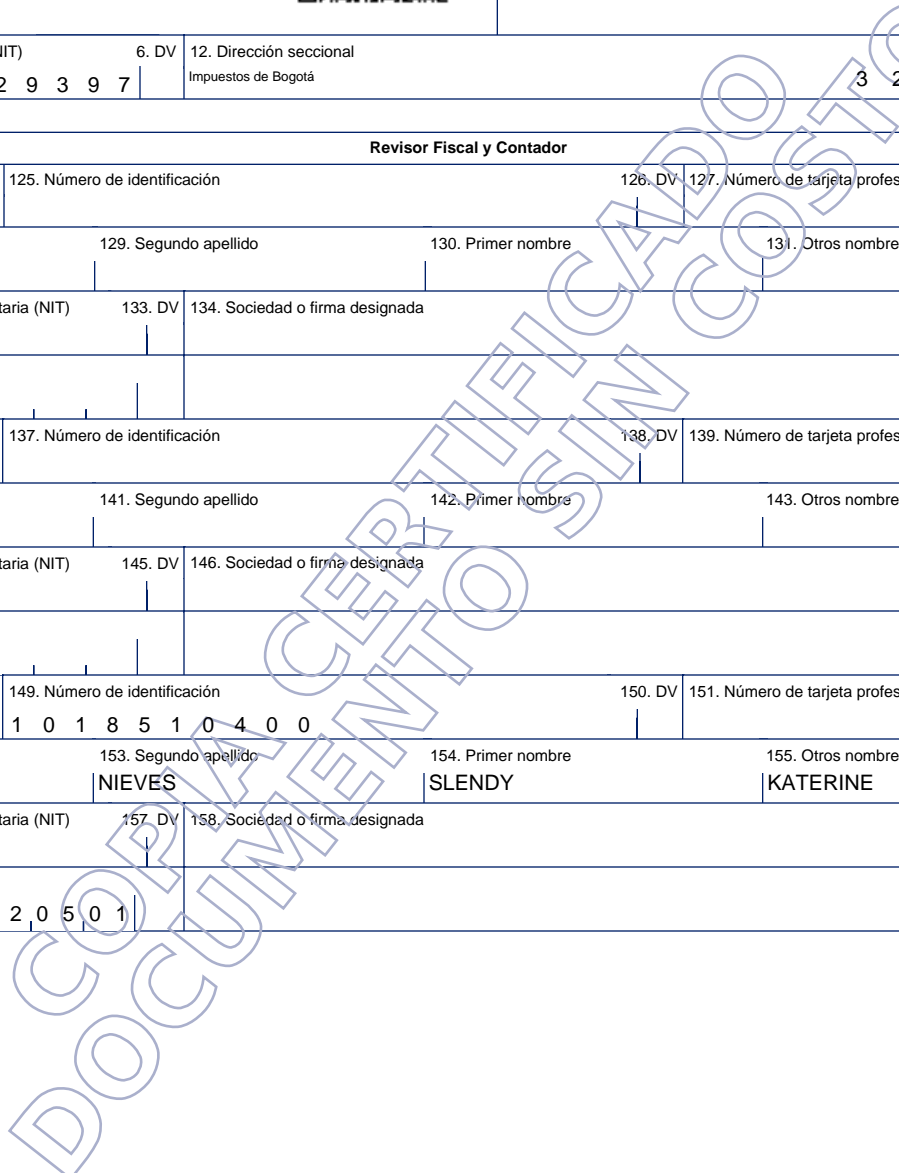 6. DV 12. Dirección seccional
9 3 9 7 Impuestos de Bogotá 3 2
Revisor Fiscal y Contador
125. Número de identificación 126. DV 127. Número de tarjeta profes
129. Segundo apellido 130. Primer nombre 131. Otros nombre
taria (NIT) 133. DV 134. Sociedad o firma designada
137. Número de identificación 138. DV 139. Número de tarjeta profes
141. Segundo apellido 142. Primer nombre 143. Otros nombre
taria (NIT) 145. DV 146. Sociedad o firma designada
149. Número de identificación 150. DV 151. Número de tarjeta profes
1 0 1 8 5 1 0 4 0 0
153. Segundo apellido 154. Primer nombre 155. Otros nombre
NIEVES SLENDY KATERINE
taria (NIT) 157. DV 158. Sociedad o firma designada
2 0 5 0 1
COPIA CERTIFICADO
DOCUMENTO SIN COSTO